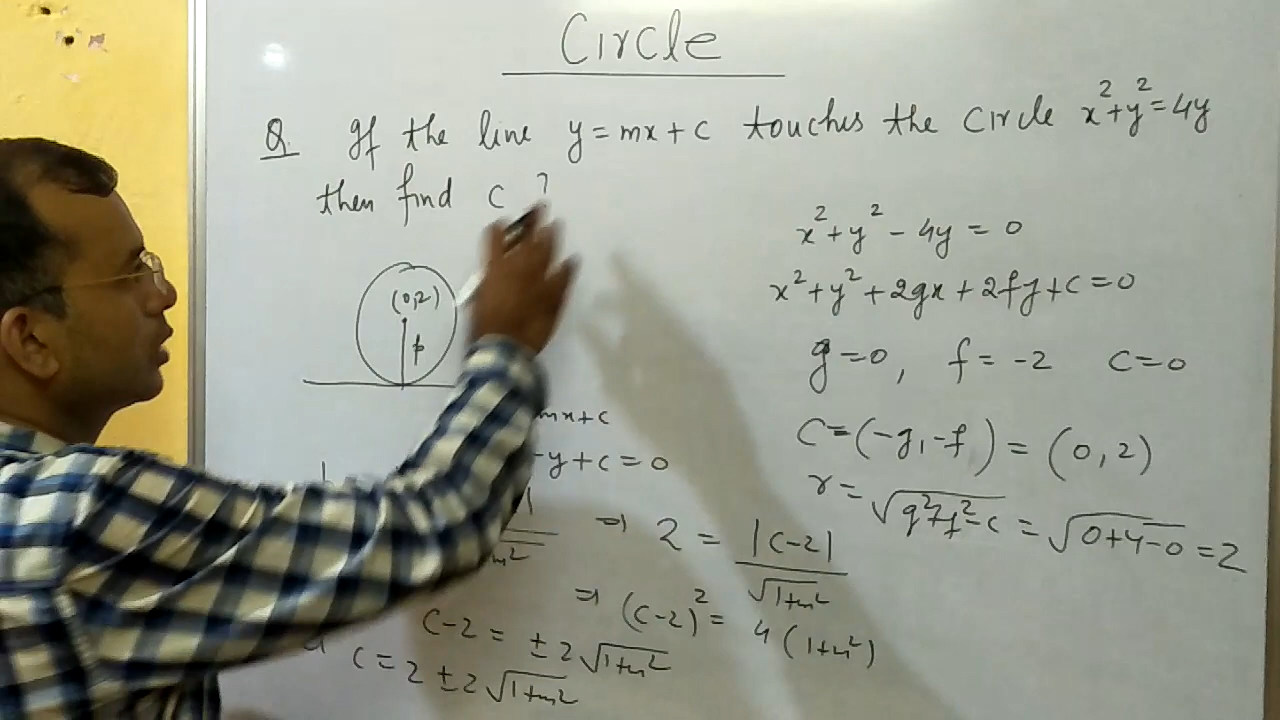 Circle
Q. If the line y = mx + c touches the circle x² + y² = 4y
then find c ?
x² + y² - 4y = 0
x² + y² + 2gx + 2fy + c = 0
g = 0, f = -2 c = 0
C = (-g, -f) = (0, 2)
r = √(g² + f² - c) = √(0+4-0) = 2
(0,2)
p
mx + c
-y + c = 0
⇒ 2 = |c-2| / √(1+m²)
⇒ (c-2)² = 4(1+m²)
c-2 = ± 2√(1+m²)
c = 2 ± 2√(1+m²)